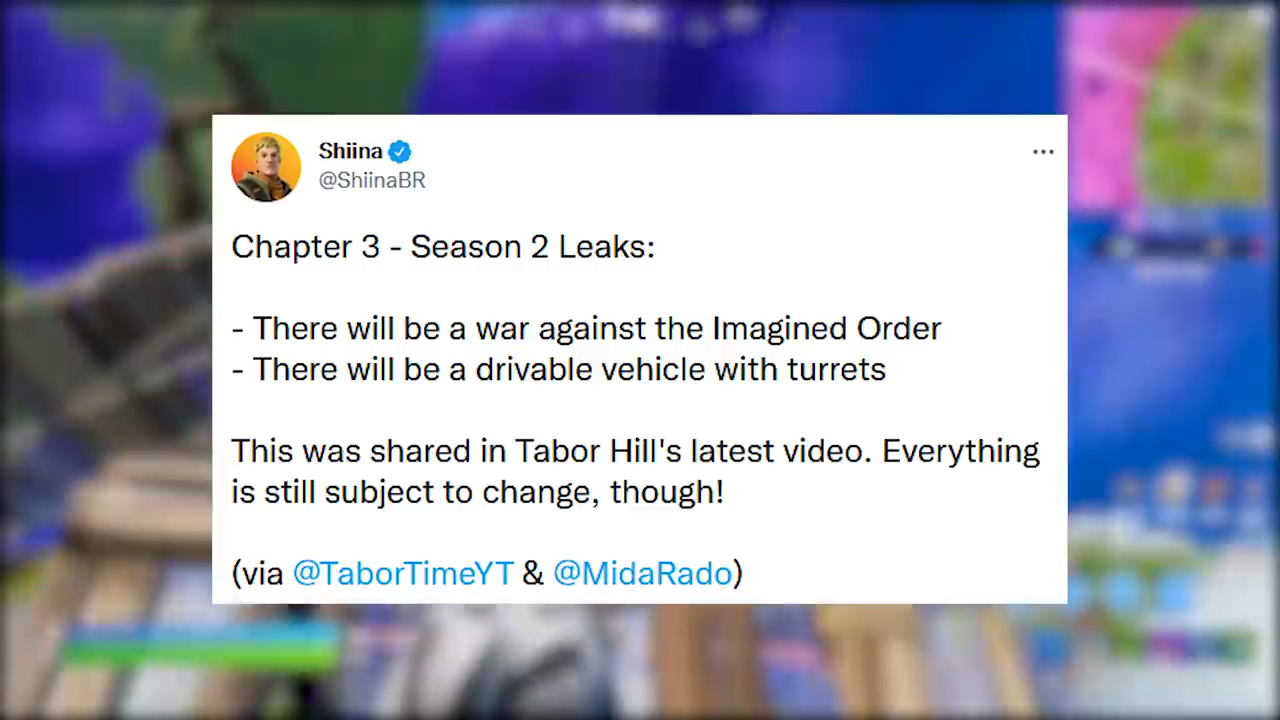 Shiina
@ShiinaBR
Chapter 3 - Season 2 Leaks:
- There will be a war against the Imagined Order
- There will be a drivable vehicle with turrets
This was shared in Tabor Hill's latest video. Everything
is still subject to change, though!
(via @TaborTimeYT & @MidaRado)